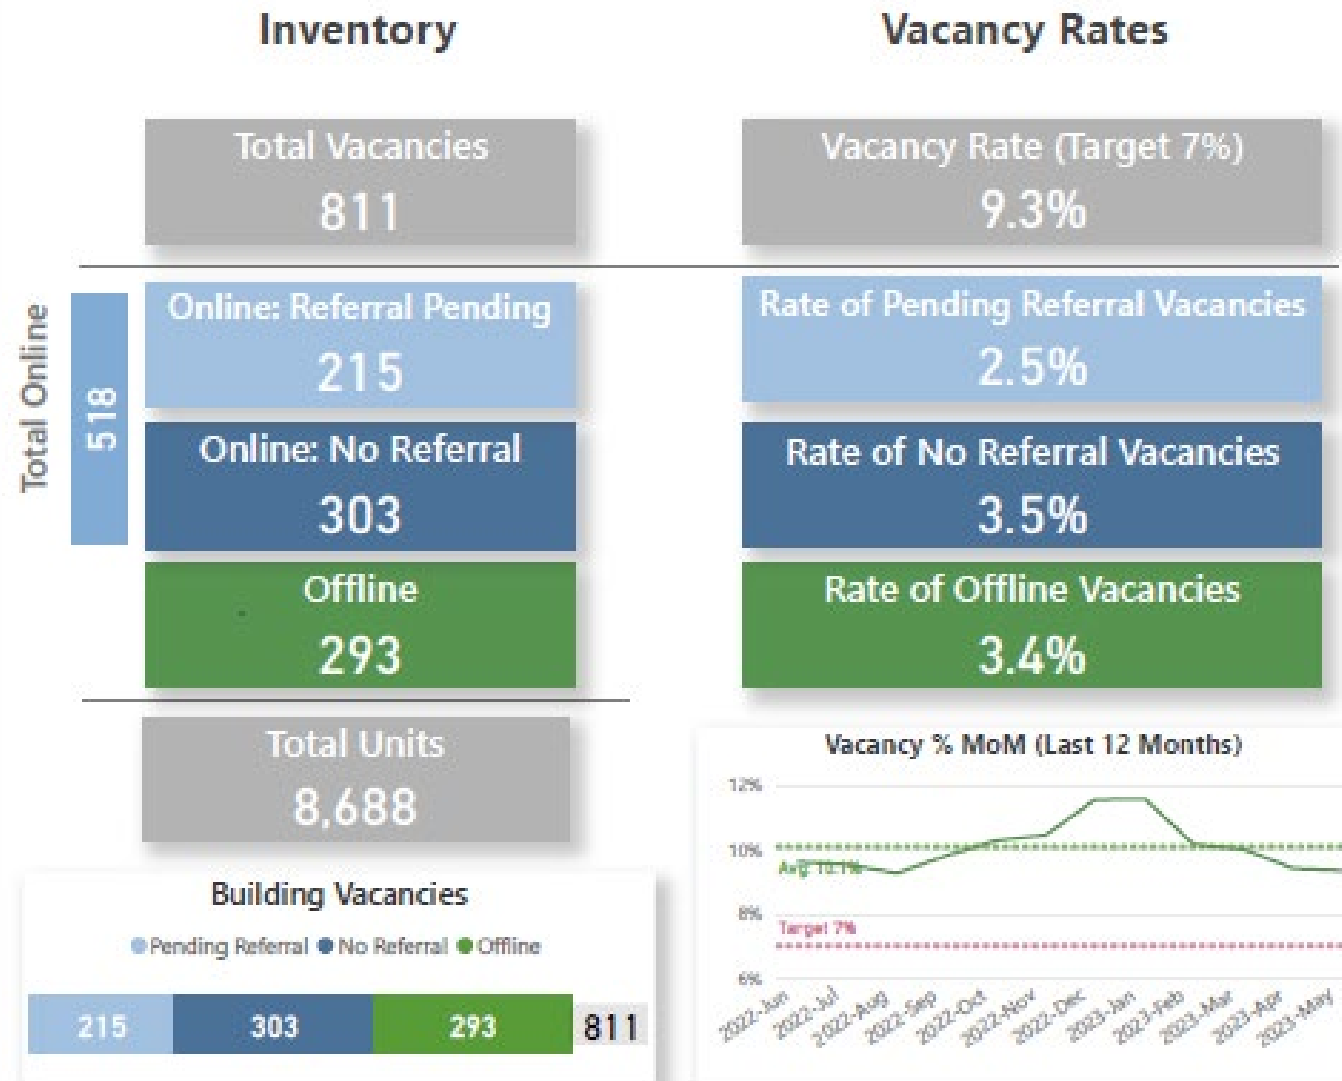 Inventory
Vacancy Rates
Total Vacancies
811
Vacancy Rate (Target 7%)
9.3%
Total Online
518
Online: Referral Pending
215
Rate of Pending Referral Vacancies
2.5%
Online: No Referral
303
Rate of No Referral Vacancies
3.5%
Offline
293
Rate of Offline Vacancies
3.4%
Total Units
8,688
Building Vacancies
Pending Referral No Referral Offline
215 303 293 811
Vacancy % MoM (Last 12 Months)
12%
10%
Avg: 10.1%
8%
Target 7%
6%
2022-Jun
2022-Jul
2022-Aug
2022-Sep
2022-Oct
2022-Nov
2022-Dec
2023-Jan
2023-Feb
2023-Mar
2023-Apr
2023-May